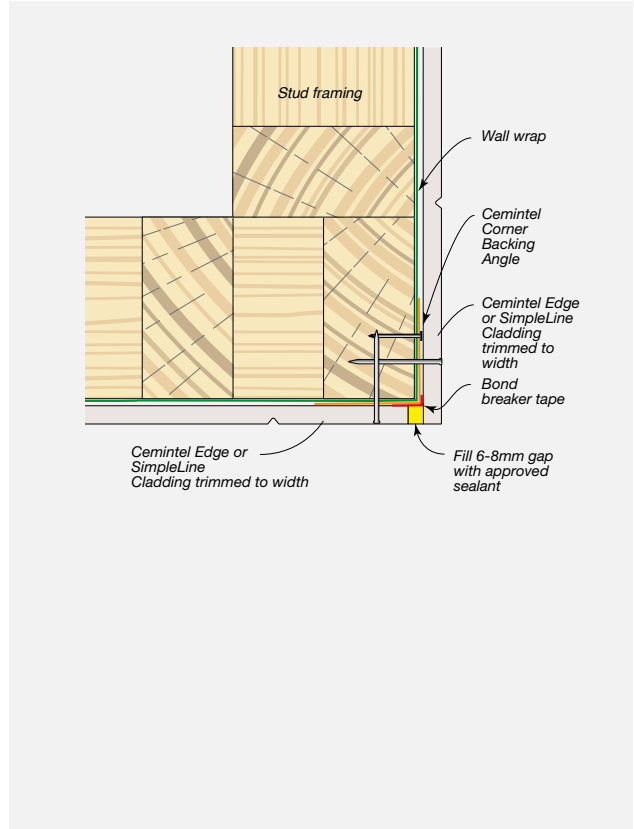 Stud framing
Wall wrap
Cemintel
Corner
Backing
Angle
Cemintel Edge
or SimpleLine
Cladding
trimmed to
width
Bond
breaker tape
Cemintel Edge or
SimpleLine
Cladding trimmed to width
Fill 6-8mm gap
with approved
sealant